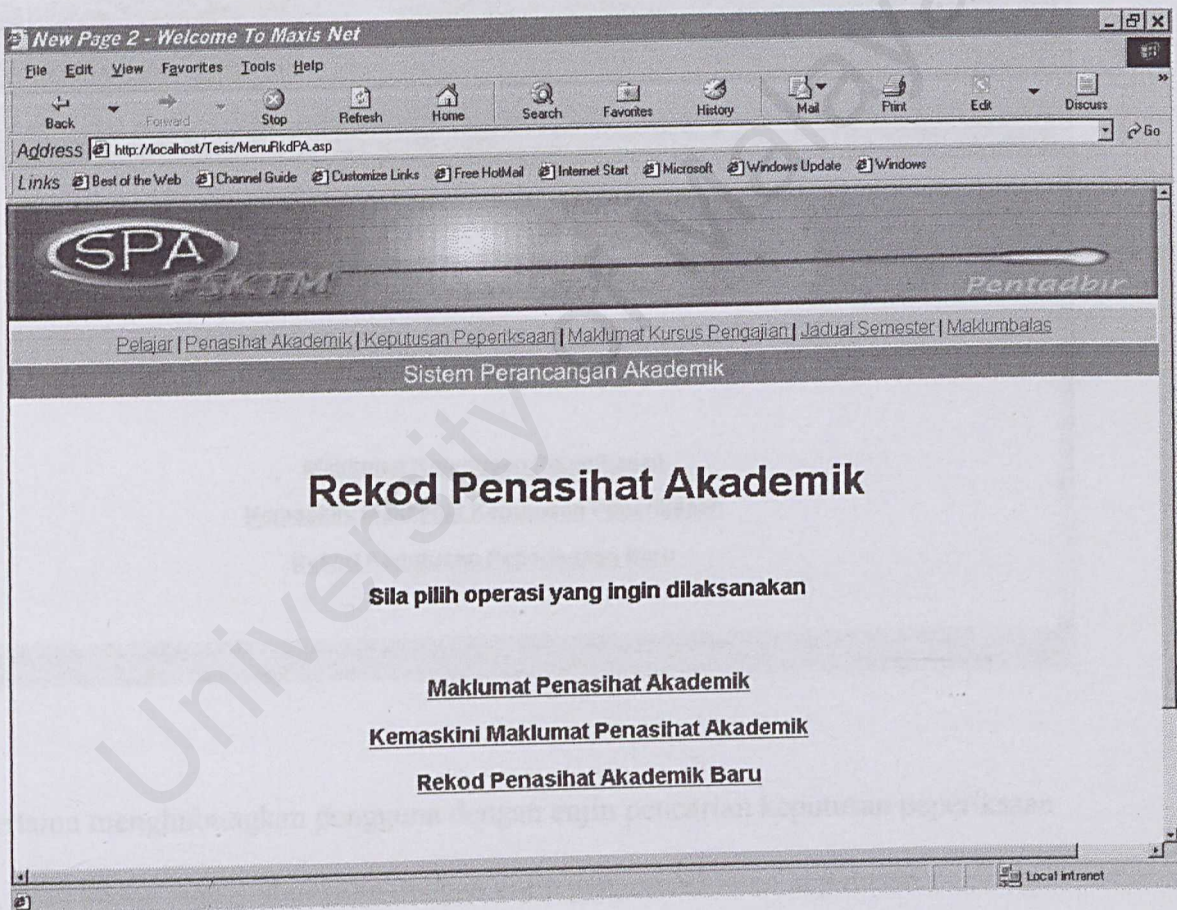 New Page 2 - Welcome To Maxis Net
File Edit View Favorites Tools Help
Back Forward Stop Refresh Home Search Favorites History Mail Print Edit Discuss »
Address http://localhost/Tesis/MenuRkdPA.asp Go
Links Best of the Web Channel Guide Customize Links Free HotMail Internet Start Microsoft Windows Update Windows
SPA
FSKTM
Pentadbir
Pelajar | Penasihat Akademik | Keputusan Peperiksaan | Maklumat Kursus Pengajian | Jadual Semester | Maklumbalas
Sistem Perancangan Akademik
Rekod Penasihat Akademik
Sila pilih operasi yang ingin dilaksanakan
Maklumat Penasihat Akademik
Kemaskini Maklumat Penasihat Akademik
Rekod Penasihat Akademik Baru
Local intranet
University of Malaya